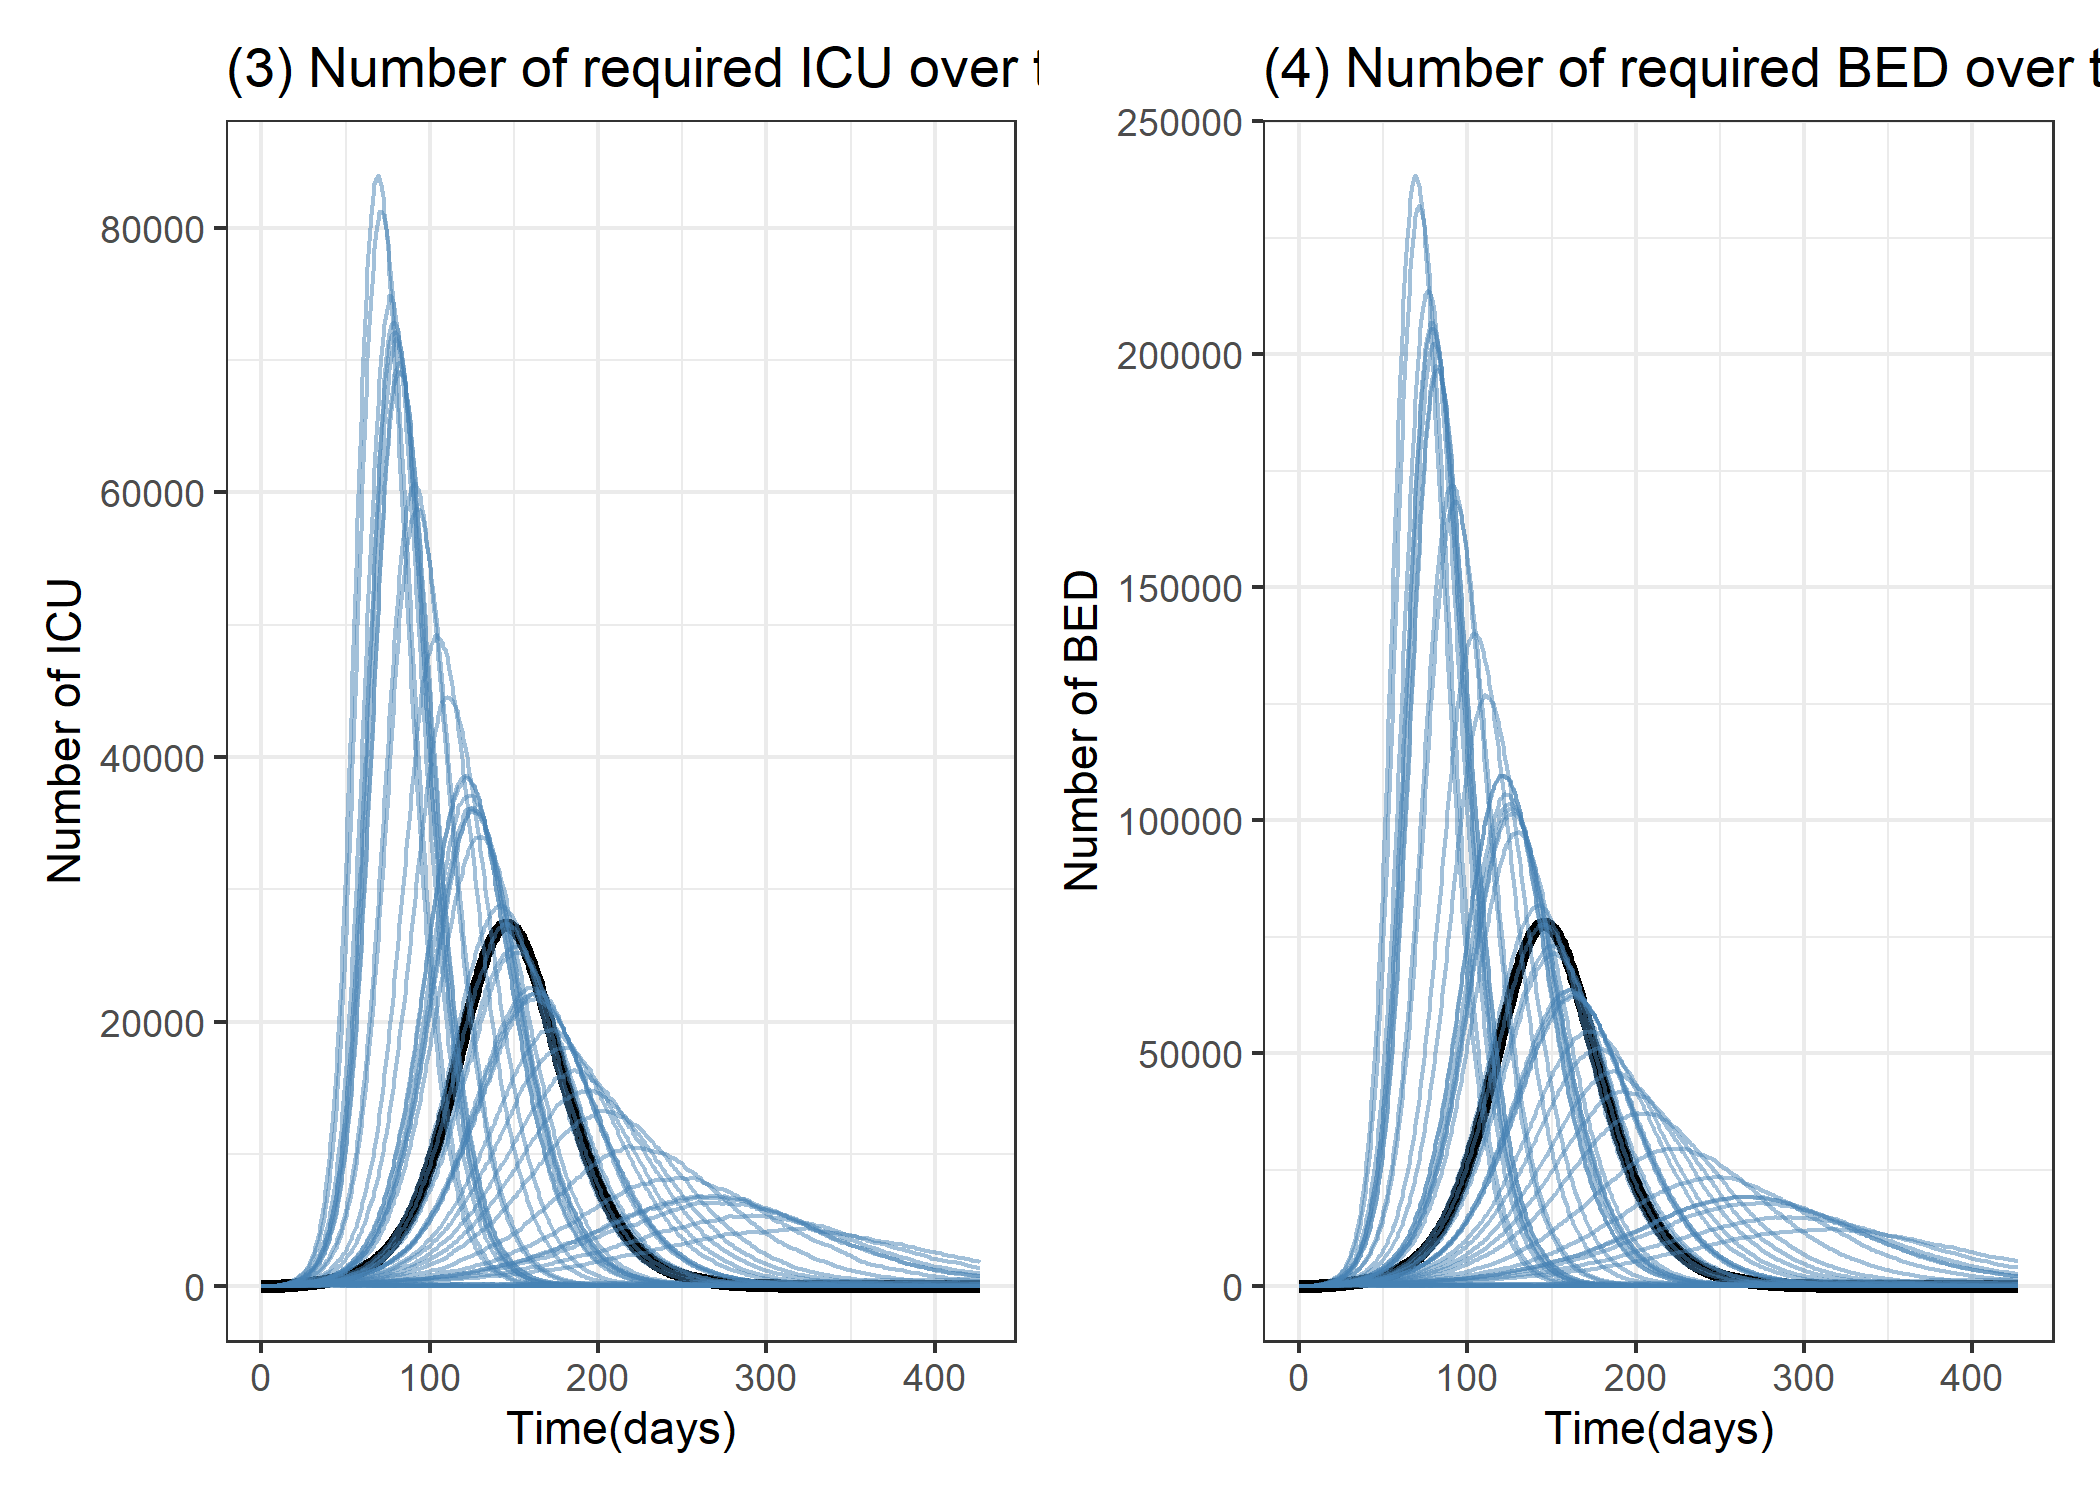 (3) Number of required ICU over t
80000
60000
40000
20000
0
Number of ICU
0 100 200 300 400
Time(days)
(4) Number of required BED over t
250000
200000
150000
100000
50000
0
Number of BED
0 100 200 300 400
Time(days)